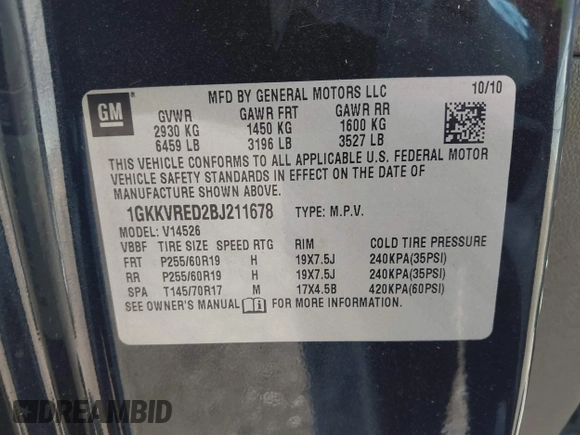 GM
MFD BY GENERAL MOTORS LLC 10/10
GVWR GAWR FRT GAWR RR
2930 KG 1450 KG 1600 KG
6459 LB 3196 LB 3527 LB
THIS VEHICLE CONFORMS TO ALL APPLICABLE U.S. FEDERAL MOTOR
VEHICLE SAFETY STANDARDS IN EFFECT ON THE DATE OF
MANUFACTURE SHOWN ABOVE.
1GKKVRED2BJ211678 TYPE: M.P.V.
MODEL: V14526
VBBF TIRE SIZE SPEED RTG RIM COLD TIRE PRESSURE
FRT P255/60R19 H 19X7.5J 240KPA(35PSI)
RR P255/60R19 H 19X7.5J 240KPA(35PSI)
SPA T145/70R17 M 17X4.5B 420KPA(60PSI)
SEE OWNER'S MANUAL FOR MORE INFORMATION.
DREAMBID